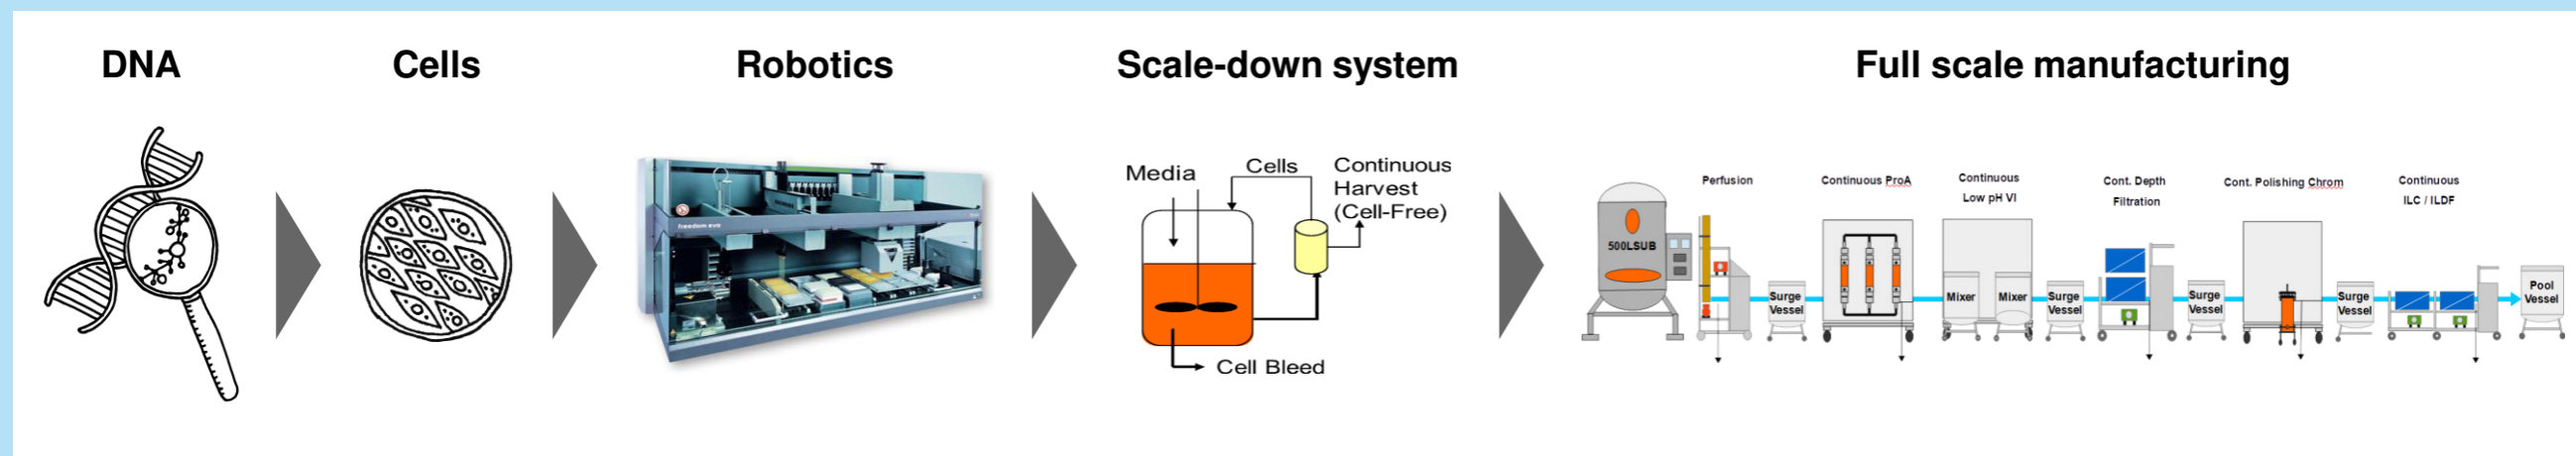 DNA
Cells
Robotics
Scale-down system
Full scale manufacturing
freedom evo
Media
Cells
Continuous
Harvest
(Cell-Free)
Cell Bleed
500LSUB
Perfusion
Surge
Vessel
Continuous ProA
Continuous
Low pH VI
Mixer
Mixer
Surge
Vessel
Cont. Depth
Filtration
Surge
Vessel
Cont. Polishing Chrom
Surge
Vessel
Continuous
ILC / ILDF
Pool
Vessel